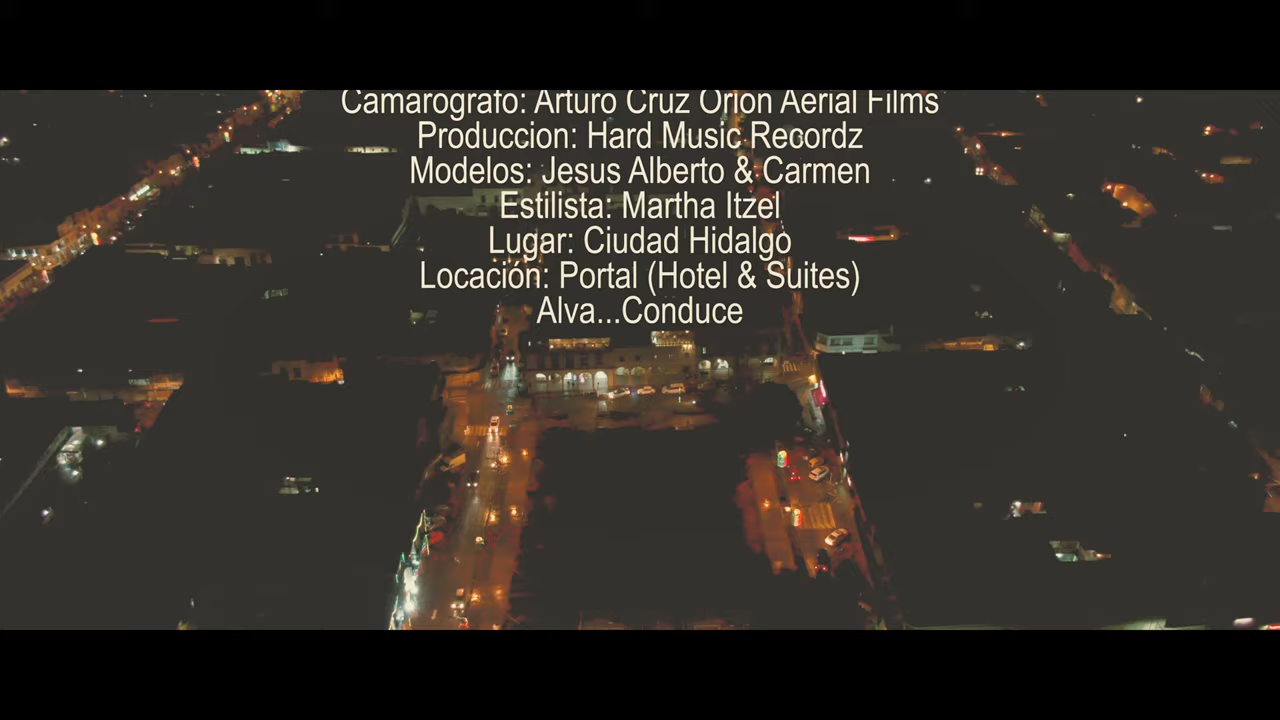 Camarografo: Arturo Cruz Orion Aerial Films
Produccion: Hard Music Recordz
Modelos: Jesus Alberto & Carmen
Estilista: Martha Itzel
Lugar: Ciudad Hidalgo
Locación: Portal (Hotel & Suites)
Alva...Conduce